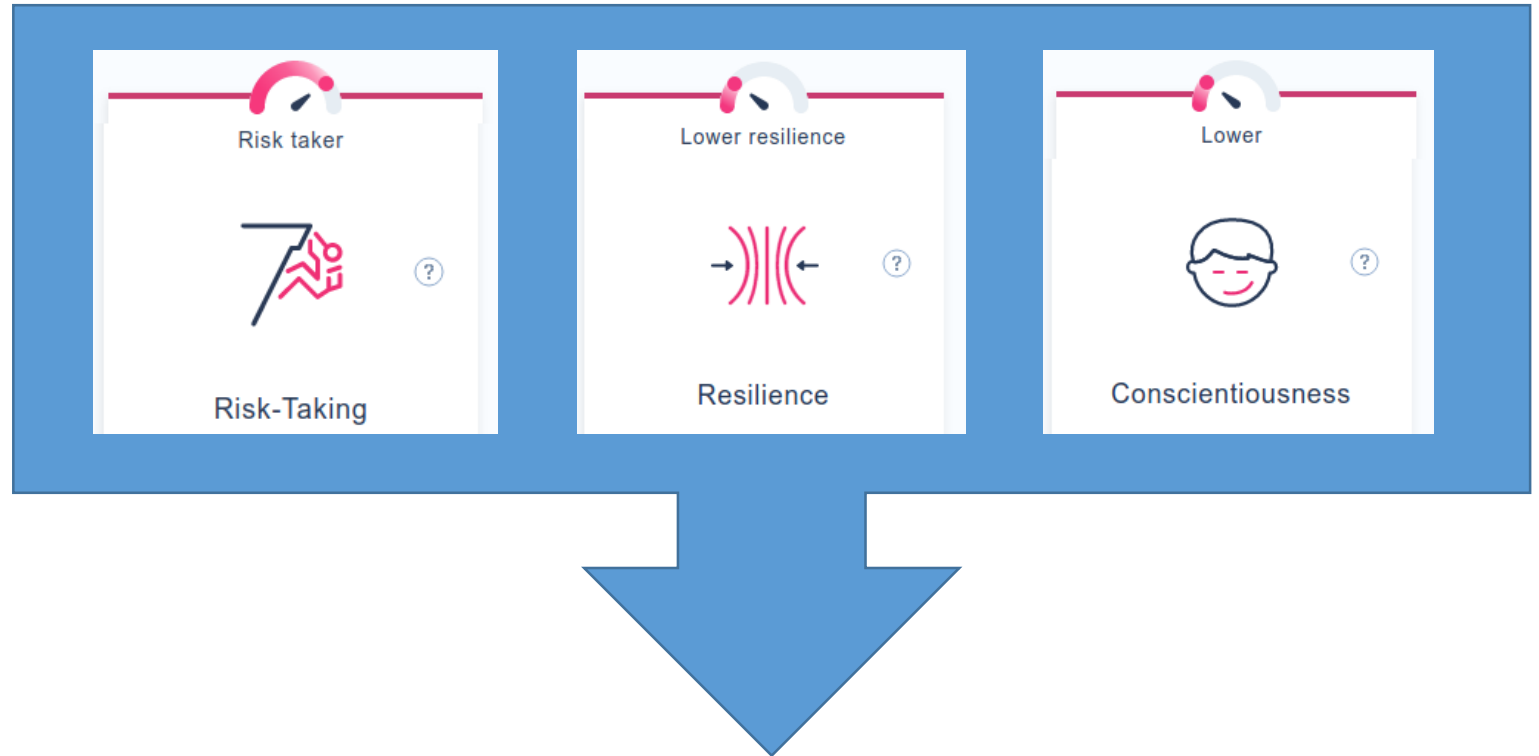 Risk taker
?
Risk-Taking
Lower resilience
?
Resilience
Lower
?
Conscientiousness